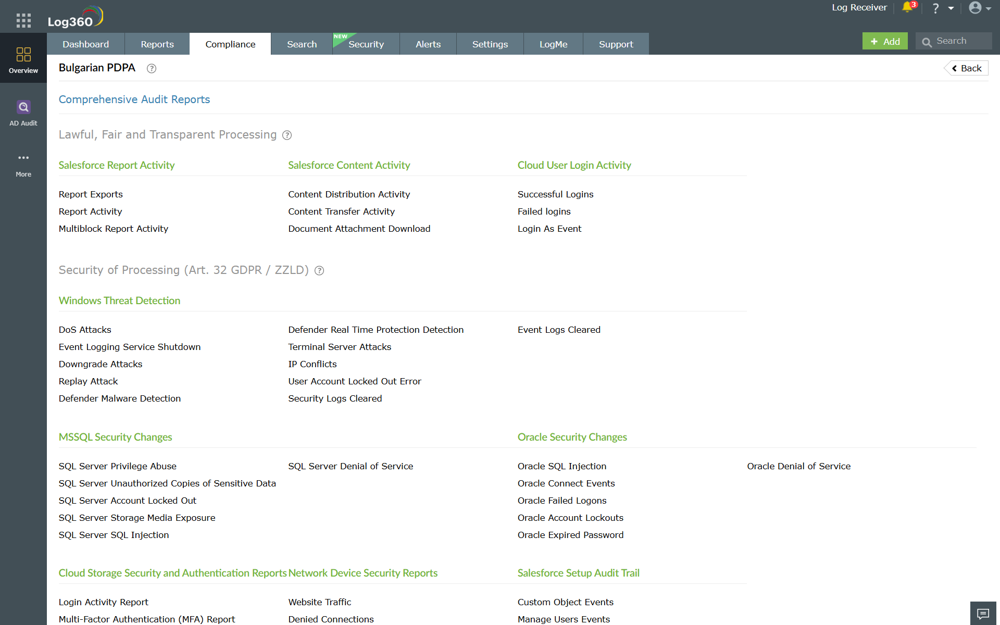 Log360
Log Receiver
3
?
Dashboard
Reports
Compliance
Search
NEW
Security
Alerts
Settings
LogMe
Support
+ Add
Search
Overview
AD Audit
More
Bulgarian PDPA ?
Back
Comprehensive Audit Reports
Lawful, Fair and Transparent Processing ?
Salesforce Report Activity
Salesforce Content Activity
Cloud User Login Activity
Report Exports
Content Distribution Activity
Successful Logins
Report Activity
Content Transfer Activity
Failed logins
Multiblock Report Activity
Document Attachment Download
Login As Event
Security of Processing (Art. 32 GDPR / ZZLD) ?
Windows Threat Detection
DoS Attacks
Defender Real Time Protection Detection
Event Logs Cleared
Event Logging Service Shutdown
Terminal Server Attacks
Downgrade Attacks
IP Conflicts
Replay Attack
User Account Locked Out Error
Defender Malware Detection
Security Logs Cleared
MSSQL Security Changes
Oracle Security Changes
SQL Server Privilege Abuse
SQL Server Denial of Service
Oracle SQL Injection
Oracle Denial of Service
SQL Server Unauthorized Copies of Sensitive Data
Oracle Connect Events
SQL Server Account Locked Out
Oracle Failed Logons
SQL Server Storage Media Exposure
Oracle Account Lockouts
SQL Server SQL Injection
Oracle Expired Password
Cloud Storage Security and Authentication Reports
Network Device Security Reports
Salesforce Setup Audit Trail
Login Activity Report
Website Traffic
Custom Object Events
Multi-Factor Authentication (MFA) Report
Denied Connections
Manage Users Events